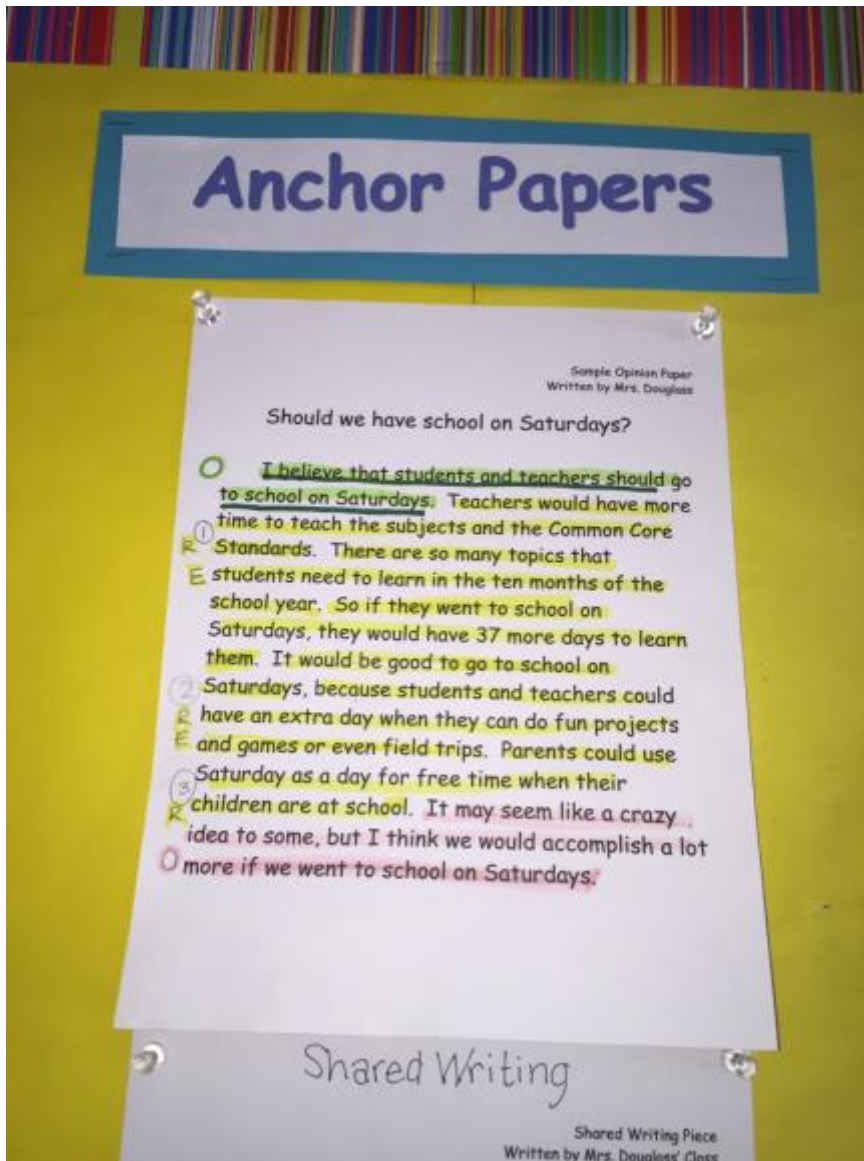 Anchor Papers
Sample Opinion Paper
Written by Mrs. Douglass
Should we have school on Saturdays?
O I believe that students and teachers should go
to school on Saturdays. Teachers would have more
1 time to teach the subjects and the Common Core
R Standards. There are so many topics that
E students need to learn in the ten months of the
school year. So if they went to school on
Saturdays, they would have 37 more days to learn
them. It would be good to go to school on
2 Saturdays, because students and teachers could
R have an extra day when they can do fun projects
E and games or even field trips. Parents could use
3 Saturday as a day for free time when their
R children are at school. It may seem like a crazy
idea to some, but I think we would accomplish a lot
O more if we went to school on Saturdays.
Shared Writing
Shared Writing Piece
Written by Mrs. Douglass' Class